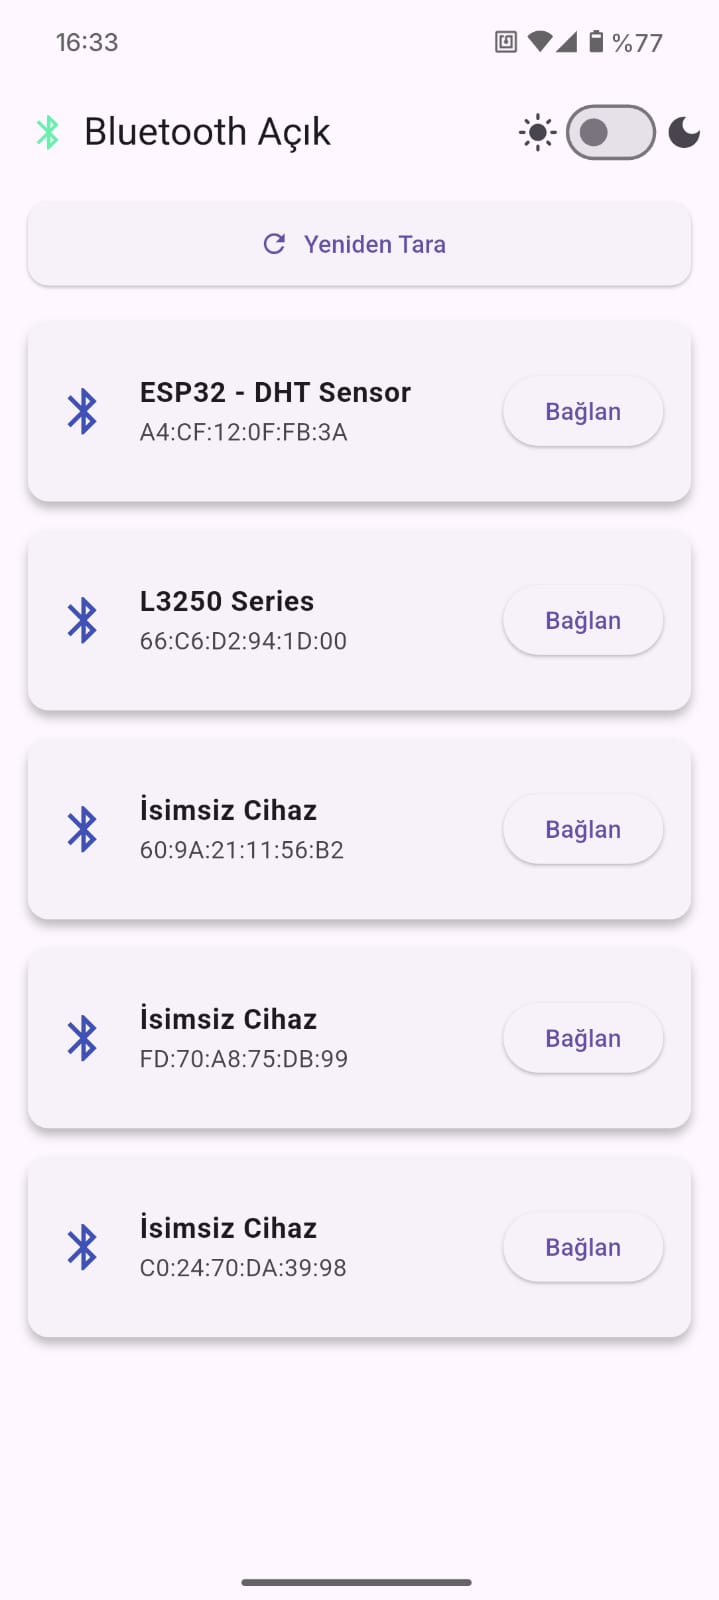 16:33
%77
Bluetooth Açık
Yeniden Tara
ESP32 - DHT Sensor
A4:CF:12:0F:FB:3A
Bağlan
L3250 Series
66:C6:D2:94:1D:00
Bağlan
İsimsiz Cihaz
60:9A:21:11:56:B2
Bağlan
İsimsiz Cihaz
FD:70:A8:75:DB:99
Bağlan
İsimsiz Cihaz
C0:24:70:DA:39:98
Bağlan